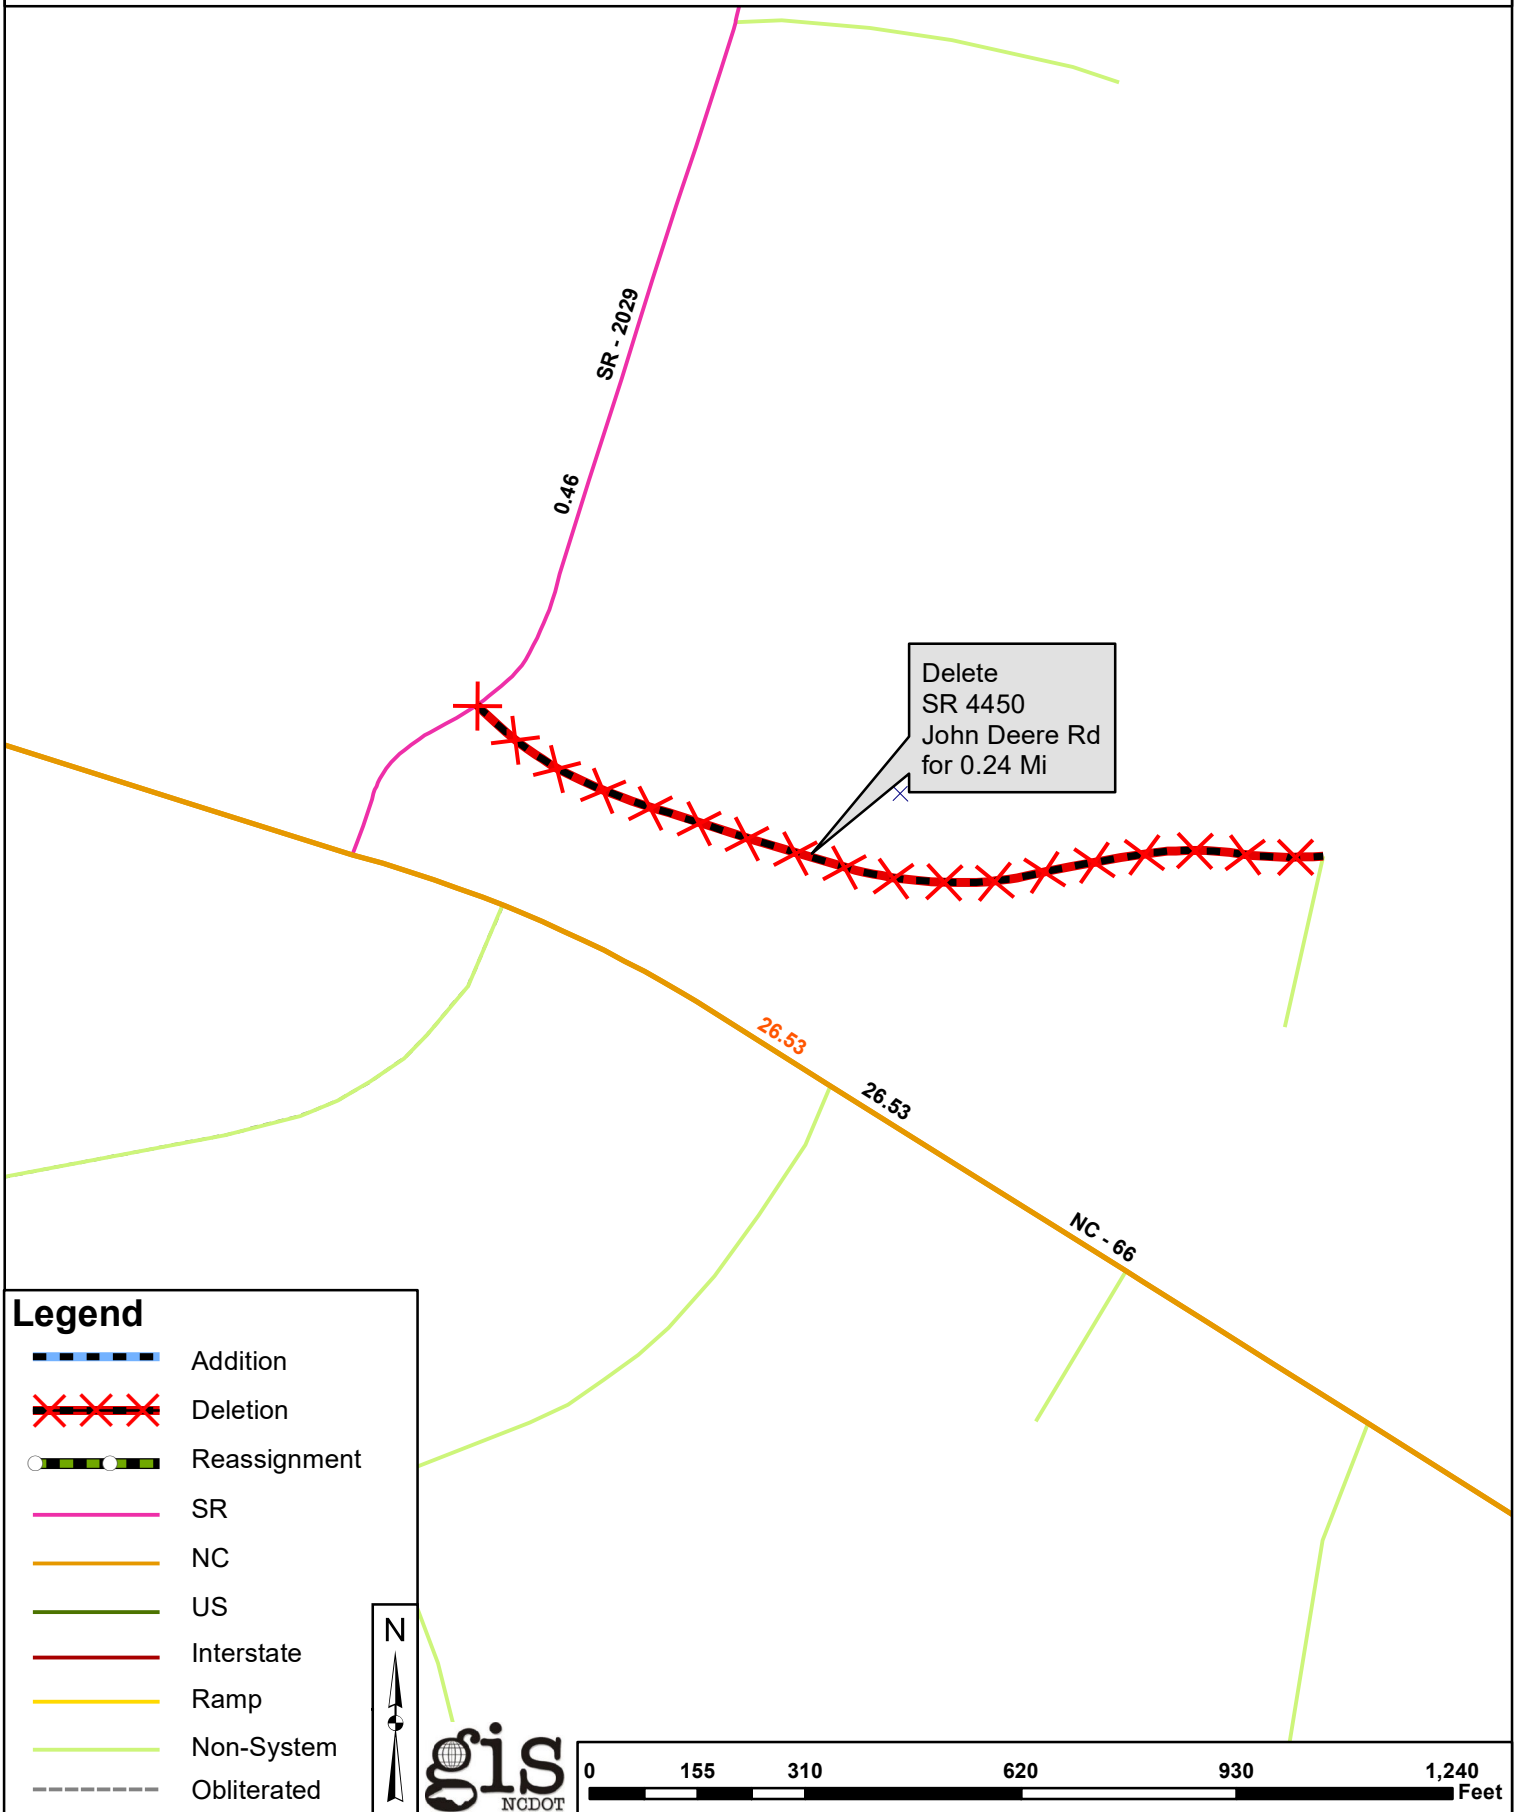 SR - 2029
0.46
Delete
SR 4450
John Deere Rd
for 0.24 Mi
26.53
26.53
NC - 66
Legend
Addition
Deletion
Reassignment
SR
NC
US
Interstate
Ramp
Non-System
Obliterated
N
gis
NCDOT
0 155 310 620 930 1,240
Feet